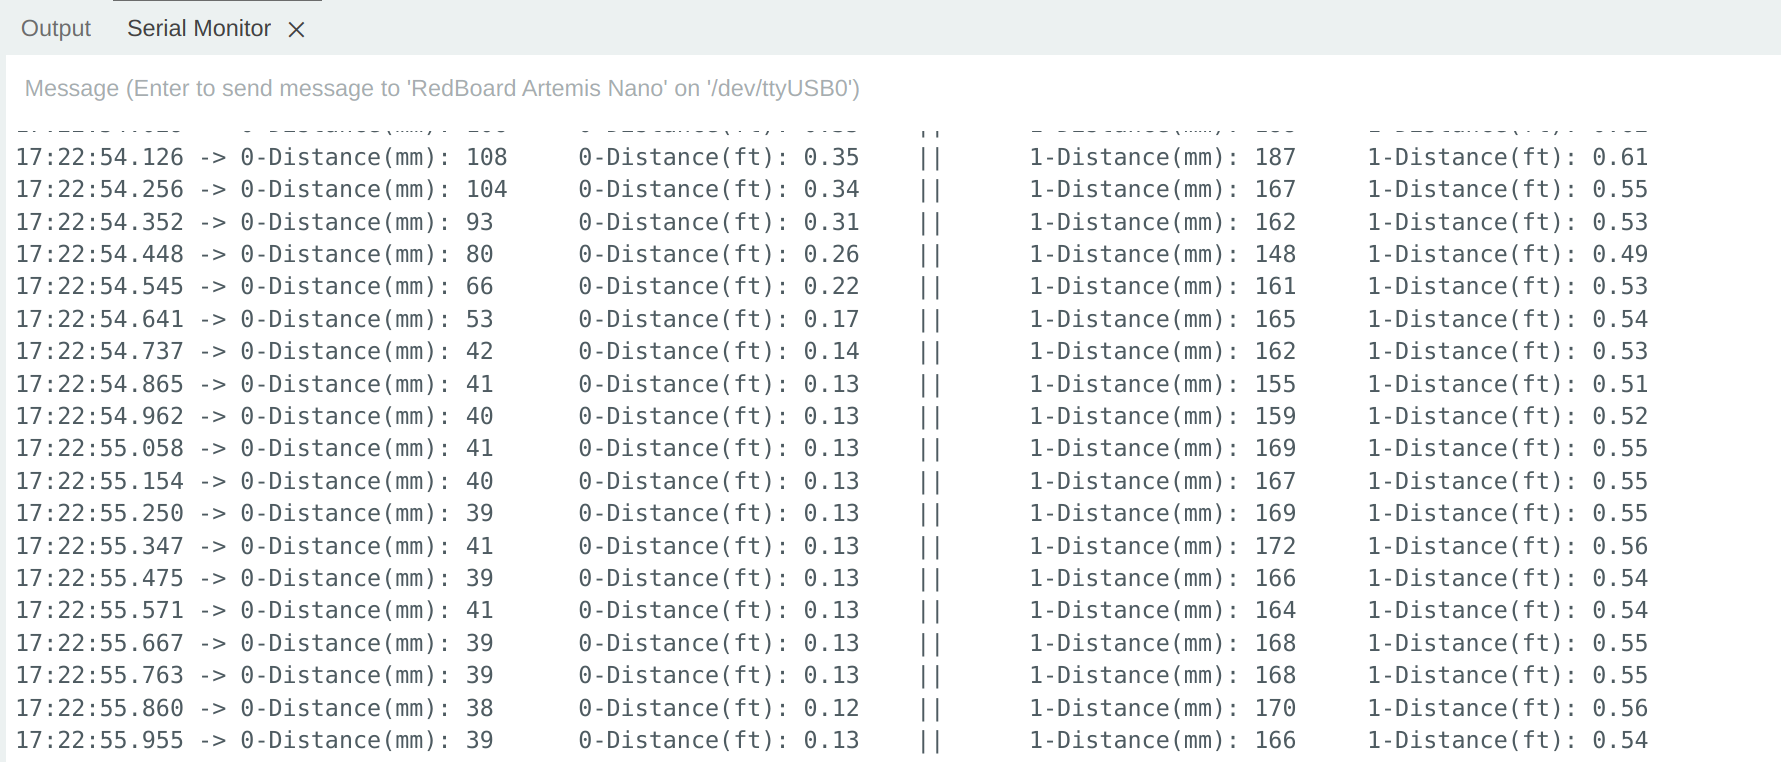 Output Serial Monitor
Message (Enter to send message to 'RedBoard Artemis Nano' on '/dev/ttyUSB0')
17:22:54.126 -> 0-Distance(mm): 108 0-Distance(ft): 0.35 || 1-Distance(mm): 187 1-Distance(ft): 0.61
17:22:54.256 -> 0-Distance(mm): 104 0-Distance(ft): 0.34 || 1-Distance(mm): 167 1-Distance(ft): 0.55
17:22:54.352 -> 0-Distance(mm): 93 0-Distance(ft): 0.31 || 1-Distance(mm): 162 1-Distance(ft): 0.53
17:22:54.448 -> 0-Distance(mm): 80 0-Distance(ft): 0.26 || 1-Distance(mm): 148 1-Distance(ft): 0.49
17:22:54.545 -> 0-Distance(mm): 66 0-Distance(ft): 0.22 || 1-Distance(mm): 161 1-Distance(ft): 0.53
17:22:54.641 -> 0-Distance(mm): 53 0-Distance(ft): 0.17 || 1-Distance(mm): 165 1-Distance(ft): 0.54
17:22:54.737 -> 0-Distance(mm): 42 0-Distance(ft): 0.14 || 1-Distance(mm): 162 1-Distance(ft): 0.53
17:22:54.865 -> 0-Distance(mm): 41 0-Distance(ft): 0.13 || 1-Distance(mm): 155 1-Distance(ft): 0.51
17:22:54.962 -> 0-Distance(mm): 40 0-Distance(ft): 0.13 || 1-Distance(mm): 159 1-Distance(ft): 0.52
17:22:55.058 -> 0-Distance(mm): 41 0-Distance(ft): 0.13 || 1-Distance(mm): 169 1-Distance(ft): 0.55
17:22:55.154 -> 0-Distance(mm): 40 0-Distance(ft): 0.13 || 1-Distance(mm): 167 1-Distance(ft): 0.55
17:22:55.250 -> 0-Distance(mm): 39 0-Distance(ft): 0.13 || 1-Distance(mm): 169 1-Distance(ft): 0.55
17:22:55.347 -> 0-Distance(mm): 41 0-Distance(ft): 0.13 || 1-Distance(mm): 172 1-Distance(ft): 0.56
17:22:55.475 -> 0-Distance(mm): 39 0-Distance(ft): 0.13 || 1-Distance(mm): 166 1-Distance(ft): 0.54
17:22:55.571 -> 0-Distance(mm): 41 0-Distance(ft): 0.13 || 1-Distance(mm): 164 1-Distance(ft): 0.54
17:22:55.667 -> 0-Distance(mm): 39 0-Distance(ft): 0.13 || 1-Distance(mm): 168 1-Distance(ft): 0.55
17:22:55.763 -> 0-Distance(mm): 39 0-Distance(ft): 0.13 || 1-Distance(mm): 168 1-Distance(ft): 0.55
17:22:55.860 -> 0-Distance(mm): 38 0-Distance(ft): 0.12 || 1-Distance(mm): 170 1-Distance(ft): 0.56
17:22:55.955 -> 0-Distance(mm): 39 0-Distance(ft): 0.13 || 1-Distance(mm): 166 1-Distance(ft): 0.54